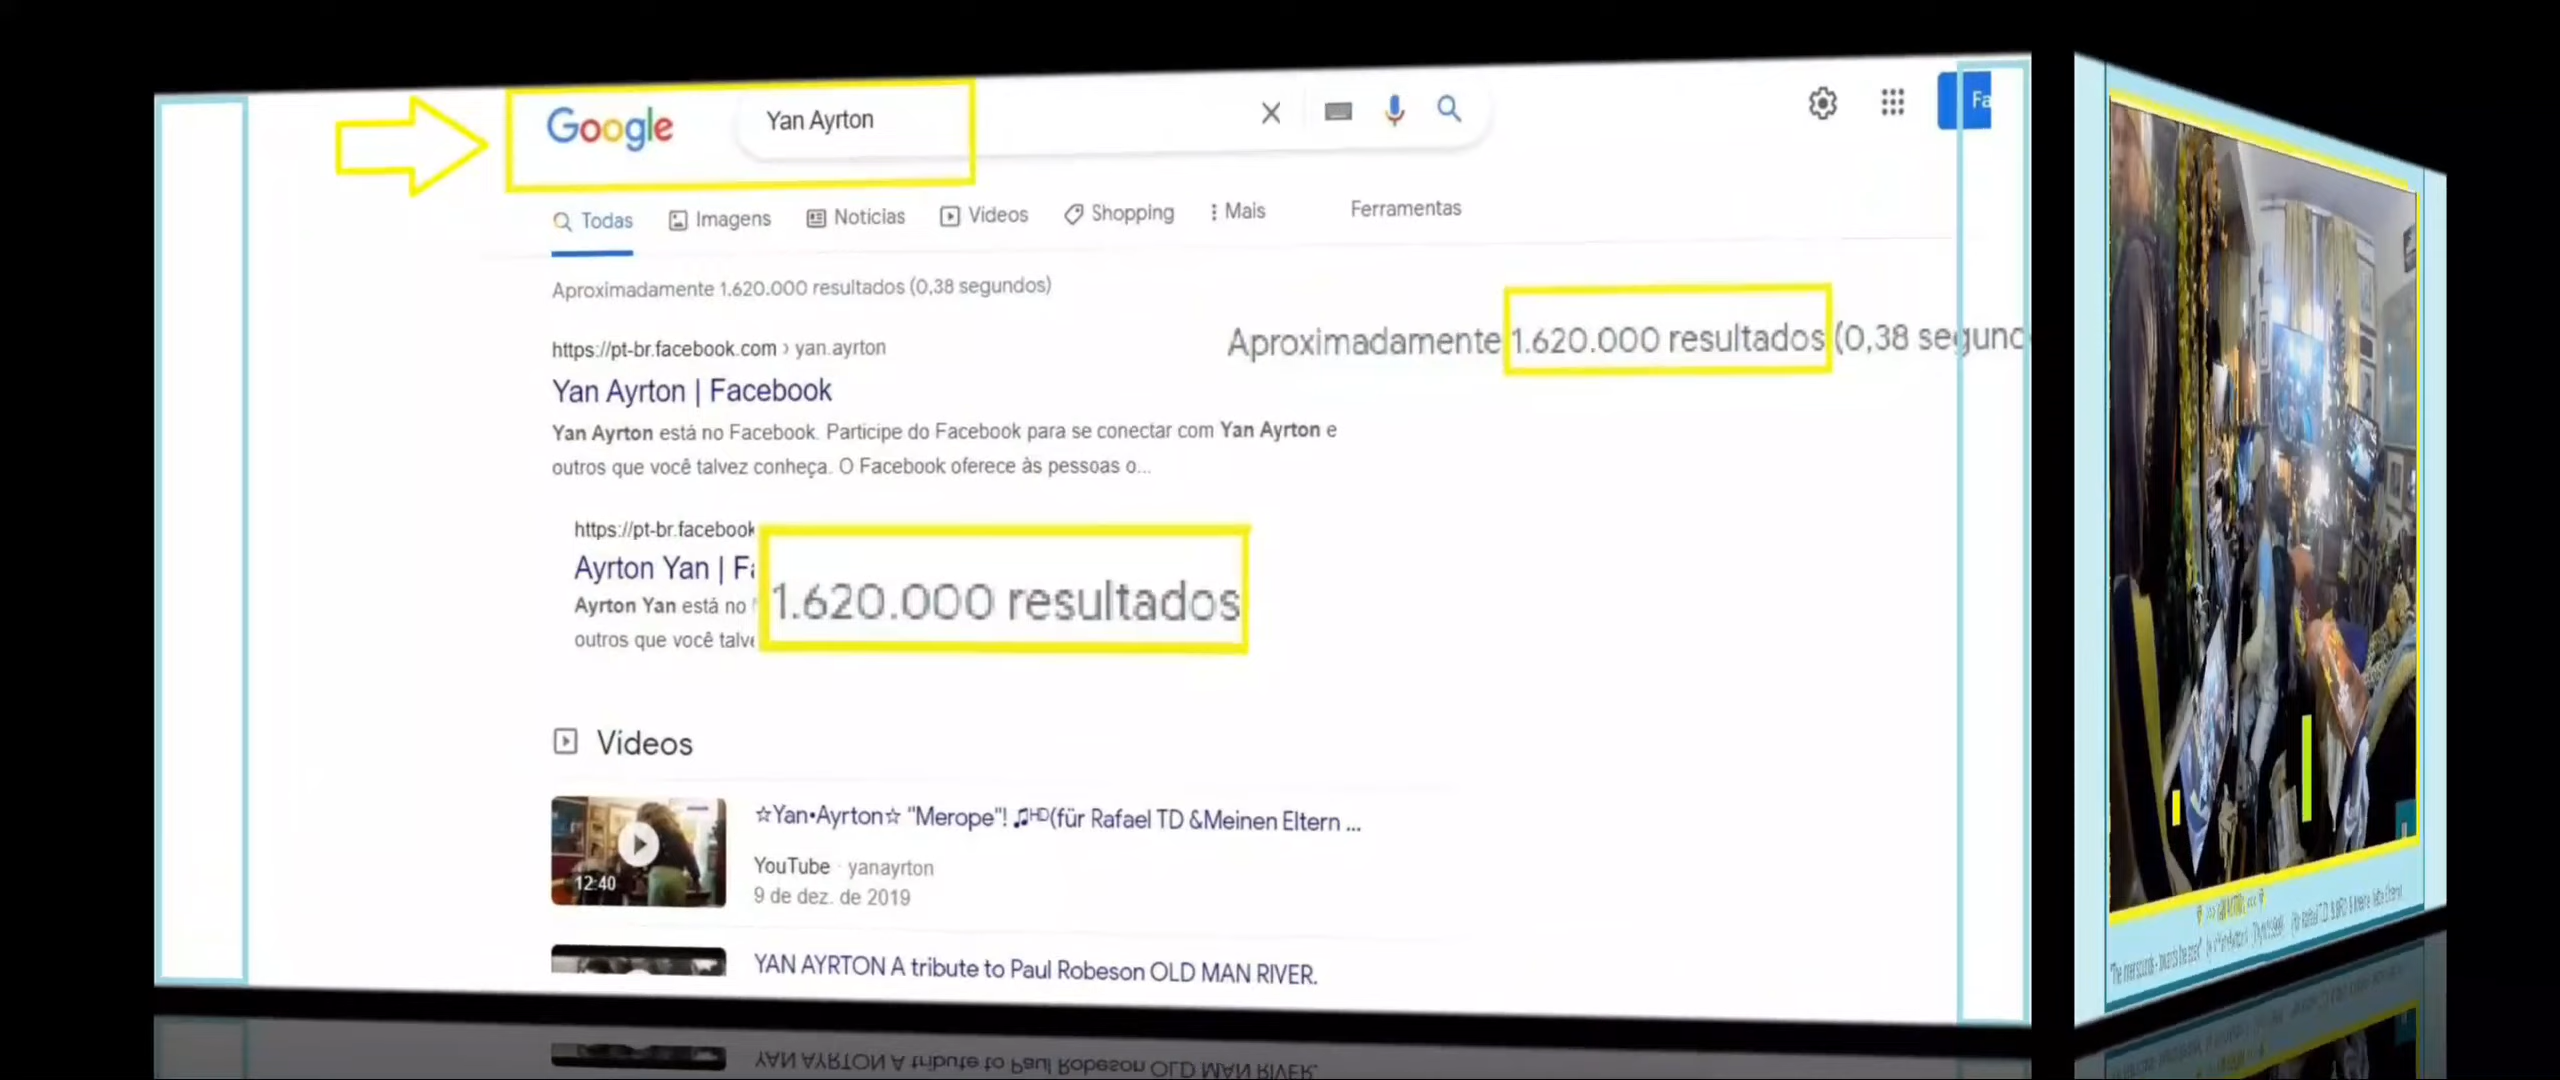 Google
Yan Ayrton
Fa
Todas
Imagens
Notícias
Vídeos
Shopping
Mais
Ferramentas
Aproximadamente 1.620.000 resultados (0,38 segundos)
Aproximadamente 1.620.000 resultados (0,38 segund
https://pt-br.facebook.com › yan.ayrton
Yan Ayrton | Facebook
Yan Ayrton está no Facebook. Participe do Facebook para se conectar com Yan Ayrton e
outros que você talvez conheça. O Facebook oferece às pessoas o...
https://pt-br.facebook
Ayrton Yan | Fa
Ayrton Yan está no
outros que você talve
1.620.000 resultados
Vídeos
☆Yan•Ayrton☆ "Merope"! ♫ᴴᴰ(für Rafael TD &Meinen Eltern ...
12:40
YouTube · yanayrton
9 de dez. de 2019
YAN AYRTON A tribute to Paul Robeson OLD MAN RIVER.